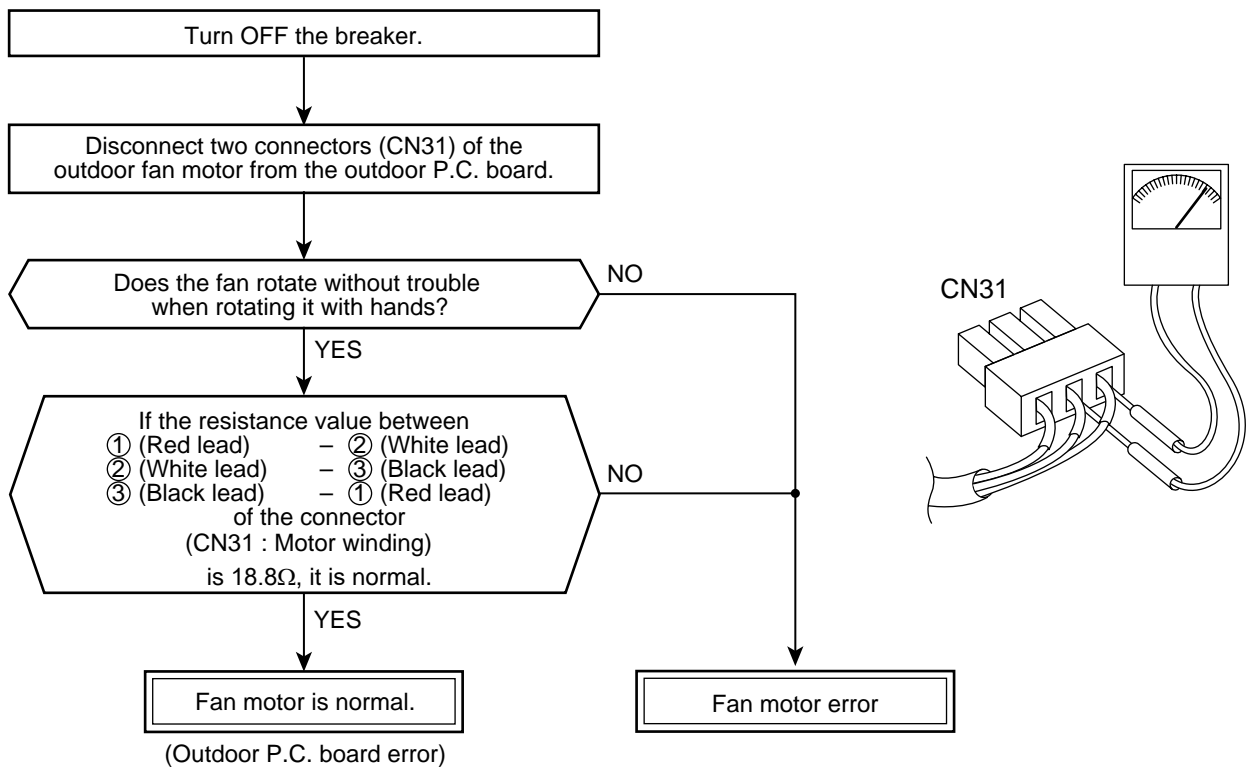 Turn OFF the breaker.
Disconnect two connectors (CN31) of the
outdoor fan motor from the outdoor P.C. board.
Does the fan rotate without trouble
when rotating it with hands?
NO
YES
If the resistance value between
① (Red lead) – ② (White lead)
② (White lead) – ③ (Black lead)
③ (Black lead) – ① (Red lead)
of the connector
(CN31 : Motor winding)
is 18.8Ω, it is normal.
NO
YES
Fan motor is normal.
(Outdoor P.C. board error)
Fan motor error
CN31